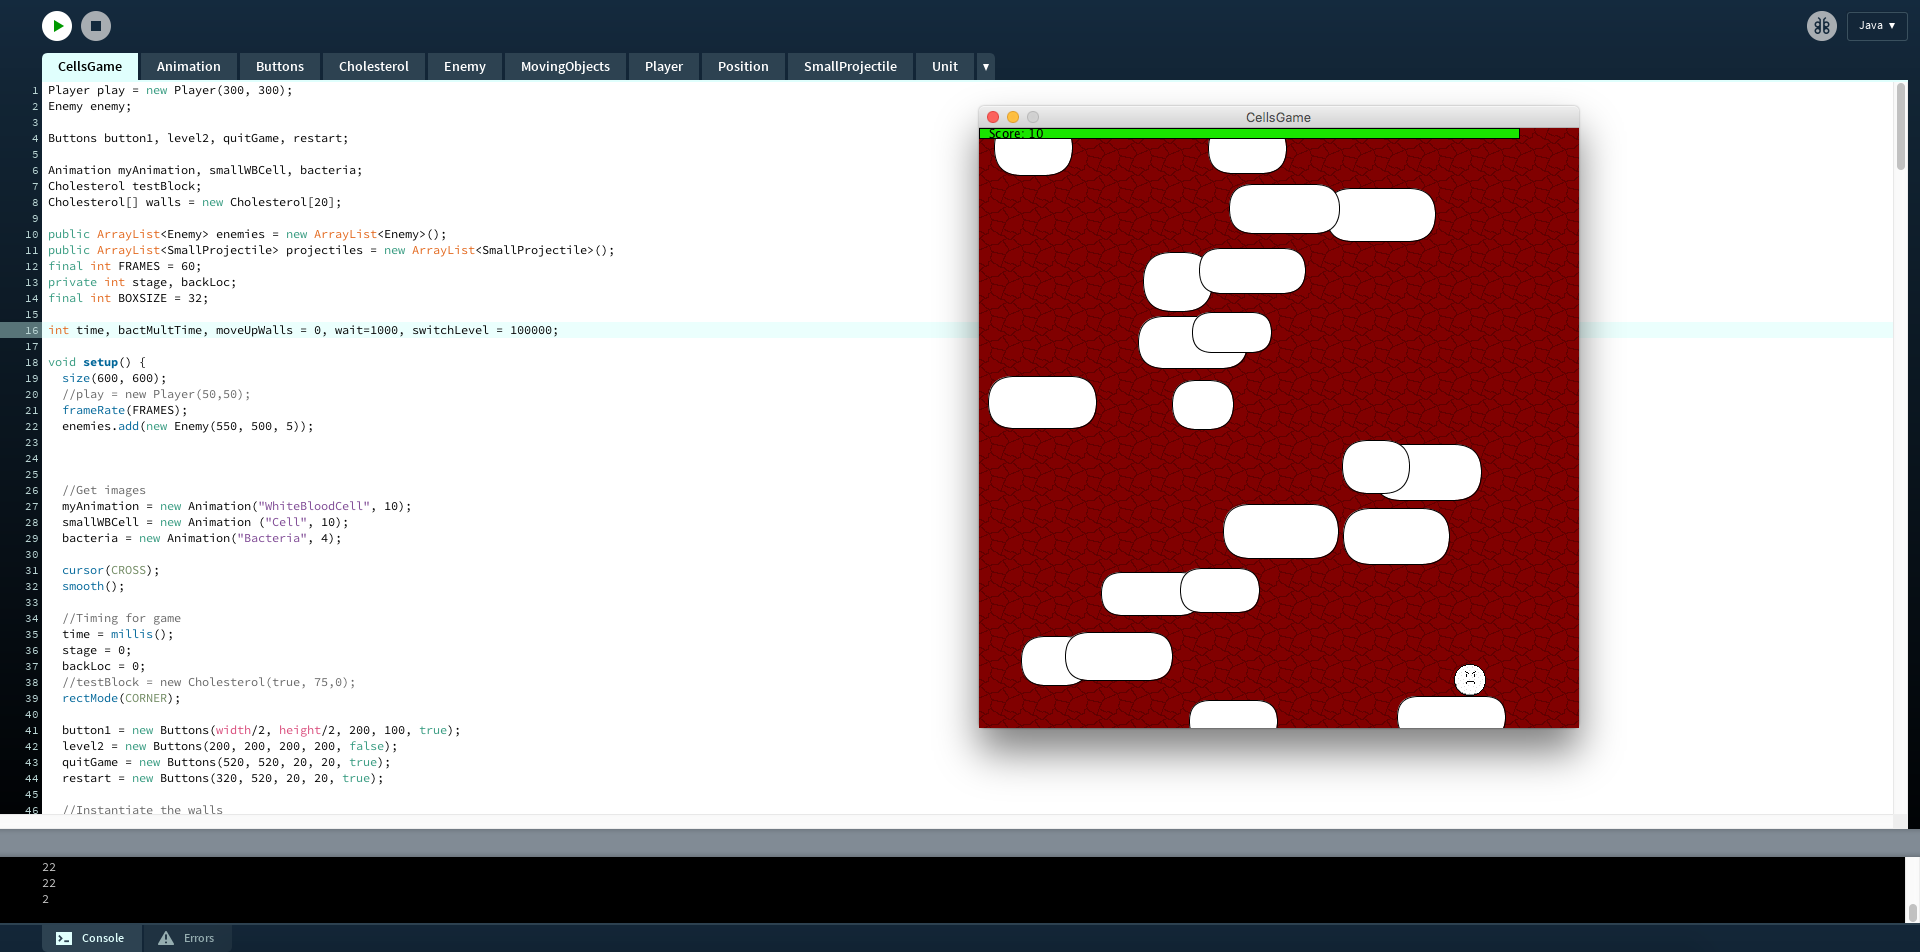 Java ▼
CellsGame Animation Buttons Cholesterol Enemy MovingObjects Player Position SmallProjectile Unit ▼
1 Player play = new Player(300, 300);
2 Enemy enemy;
3
4 Buttons button1, level2, quitGame, restart;
5
6 Animation myAnimation, smallWBCell, bacteria;
7 Cholesterol testBlock;
8 Cholesterol[] walls = new Cholesterol[20];
9
10 public ArrayList<Enemy> enemies = new ArrayList<Enemy>();
11 public ArrayList<SmallProjectile> projectiles = new ArrayList<SmallProjectile>();
12 final int FRAMES = 60;
13 private int stage, backLoc;
14 final int BOXSIZE = 32;
15
16 int time, bactMultTime, moveUpWalls = 0, wait=1000, switchLevel = 100000;
17
18 void setup() {
19 size(600, 600);
20 //play = new Player(50,50);
21 frameRate(FRAMES);
22 enemies.add(new Enemy(550, 500, 5));
23
24
25
26 //Get images
27 myAnimation = new Animation("WhiteBloodCell", 10);
28 smallWBCell = new Animation ("Cell", 10);
29 bacteria = new Animation("Bacteria", 4);
30
31 cursor(CROSS);
32 smooth();
33
34 //Timing for game
35 time = millis();
36 stage = 0;
37 backLoc = 0;
38 //testBlock = new Cholesterol(true, 75,0);
39 rectMode(CORNER);
40
41 button1 = new Buttons(width/2, height/2, 200, 100, true);
42 level2 = new Buttons(200, 200, 200, 200, false);
43 quitGame = new Buttons(520, 520, 20, 20, true);
44 restart = new Buttons(320, 520, 20, 20, true);
45
46 //Instantiate the walls
CellsGame
Score: 10
22
22
2
Console Errors